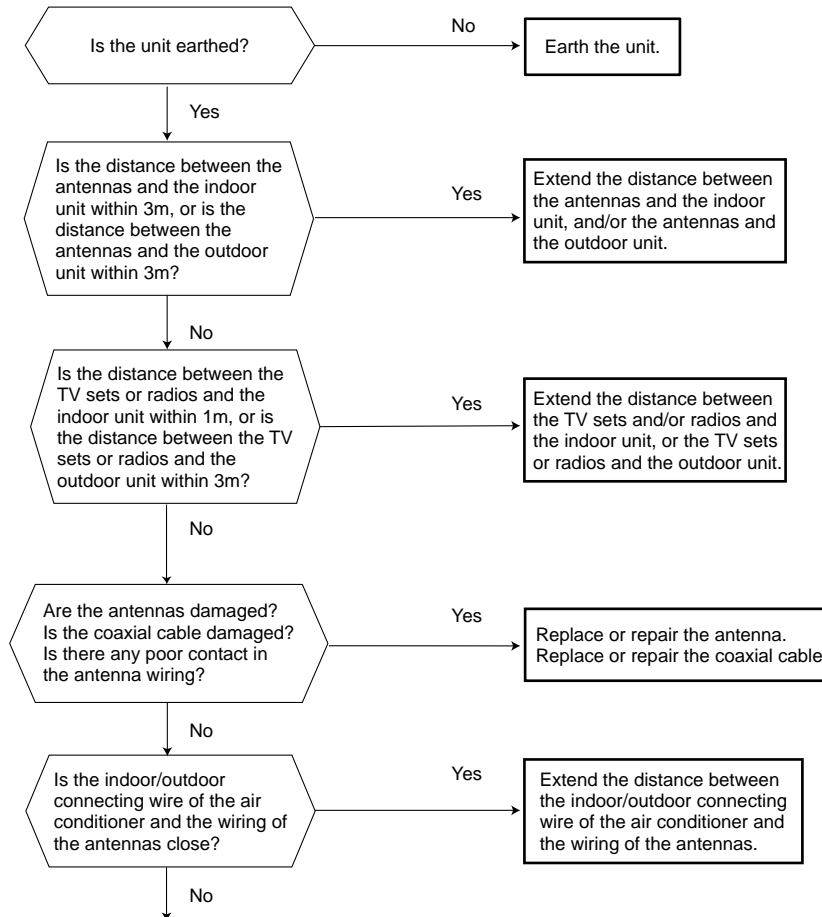 Is the unit earthed?
No
Earth the unit.
Yes
Is the distance between the
antennas and the indoor
unit within 3m, or is the
distance between the
antennas and the outdoor
unit within 3m?
Yes
Extend the distance between
the antennas and the indoor
unit, and/or the antennas and
the outdoor unit.
No
Is the distance between the
TV sets or radios and the
indoor unit within 1m, or is
the distance between the TV
sets or radios and the
outdoor unit within 3m?
Yes
Extend the distance between
the TV sets and/or radios and
the indoor unit, or the TV sets
or radios and the outdoor unit.
No
Are the antennas damaged?
Is the coaxial cable damaged?
Is there any poor contact in
the antenna wiring?
Yes
Replace or repair the antenna.
Replace or repair the coaxial cable
No
Is the indoor/outdoor
connecting wire of the air
conditioner and the wiring of
the antennas close?
Yes
Extend the distance between
the indoor/outdoor connecting
wire of the air conditioner and
the wiring of the antennas.
No